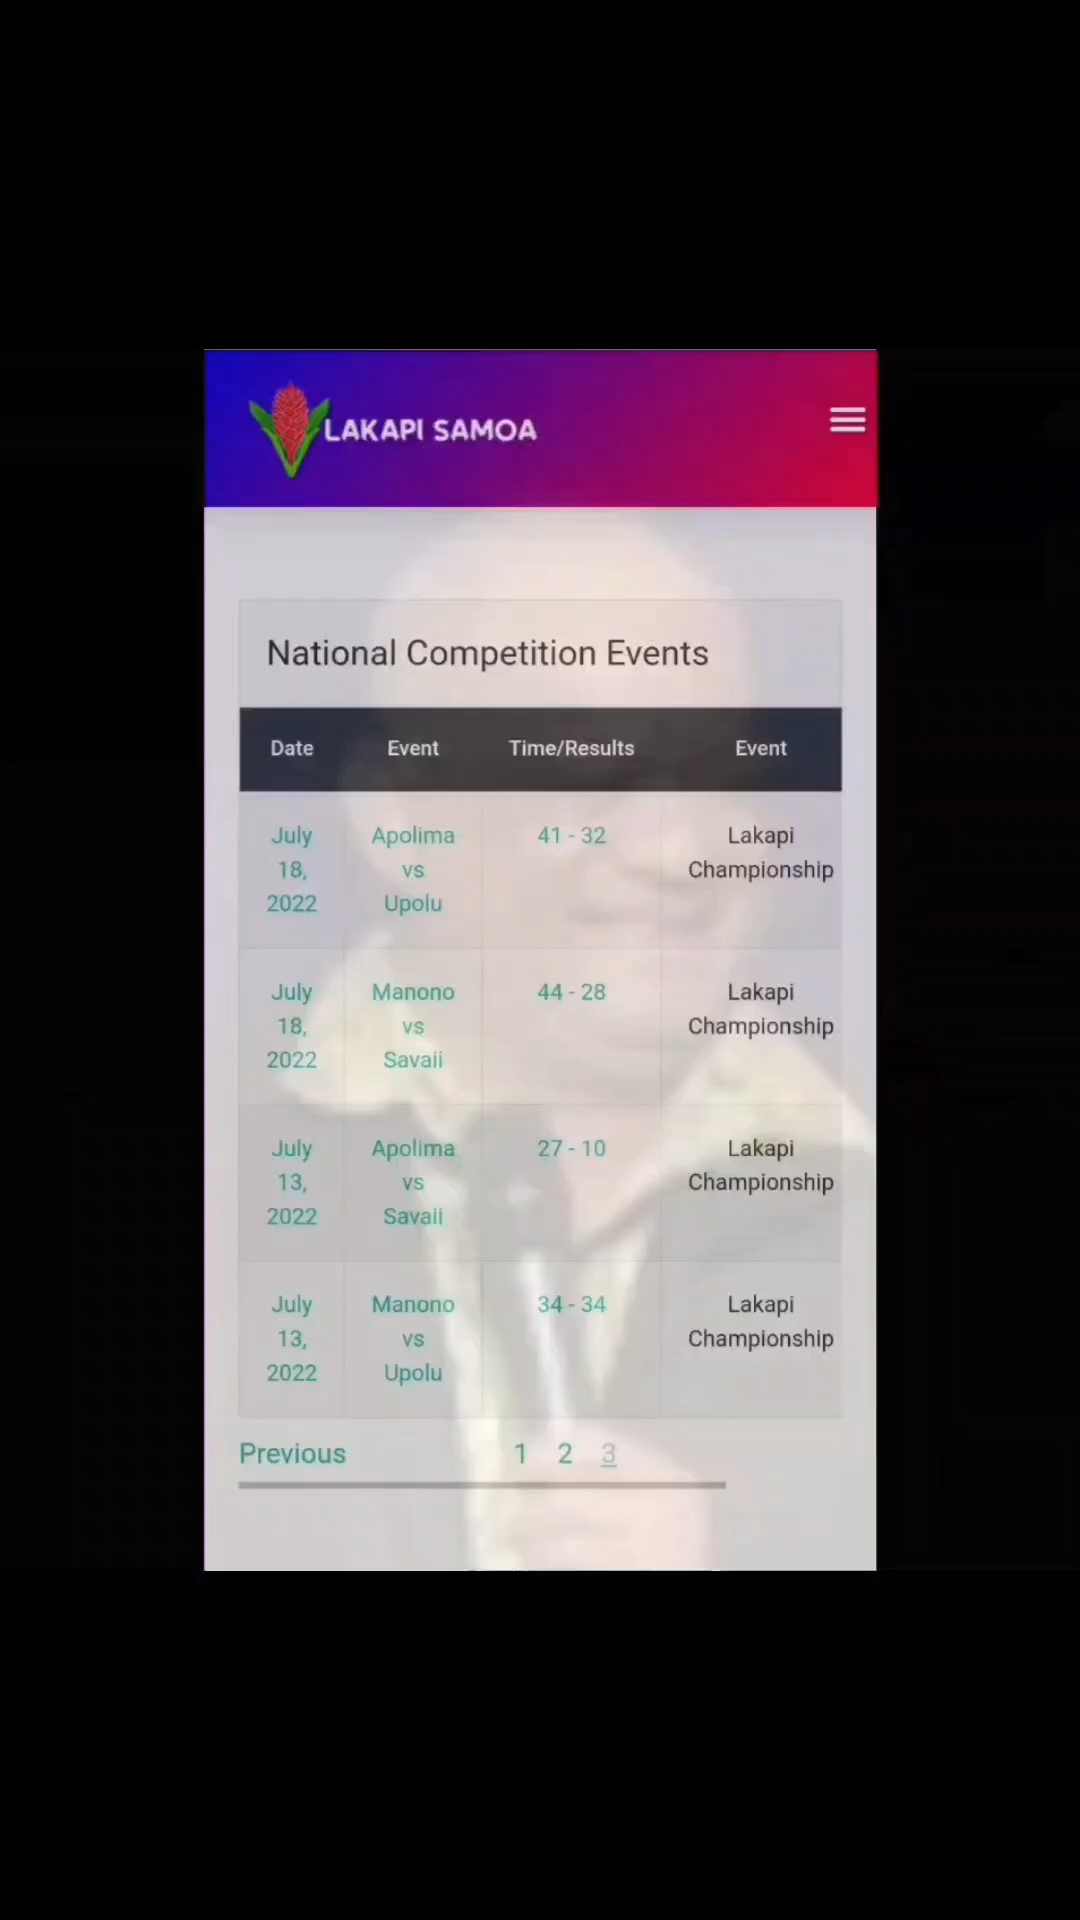 LAKAPI SAMOA
National Competition Events
Date Event Time/Results Event
July 18, 2022 Apolima vs Upolu 41 - 32 Lakapi Championship
July 18, 2022 Manono vs Savaii 44 - 28 Lakapi Championship
July 13, 2022 Apolima vs Savaii 27 - 10 Lakapi Championship
July 13, 2022 Manono vs Upolu 34 - 34 Lakapi Championship
Previous 1 2 3